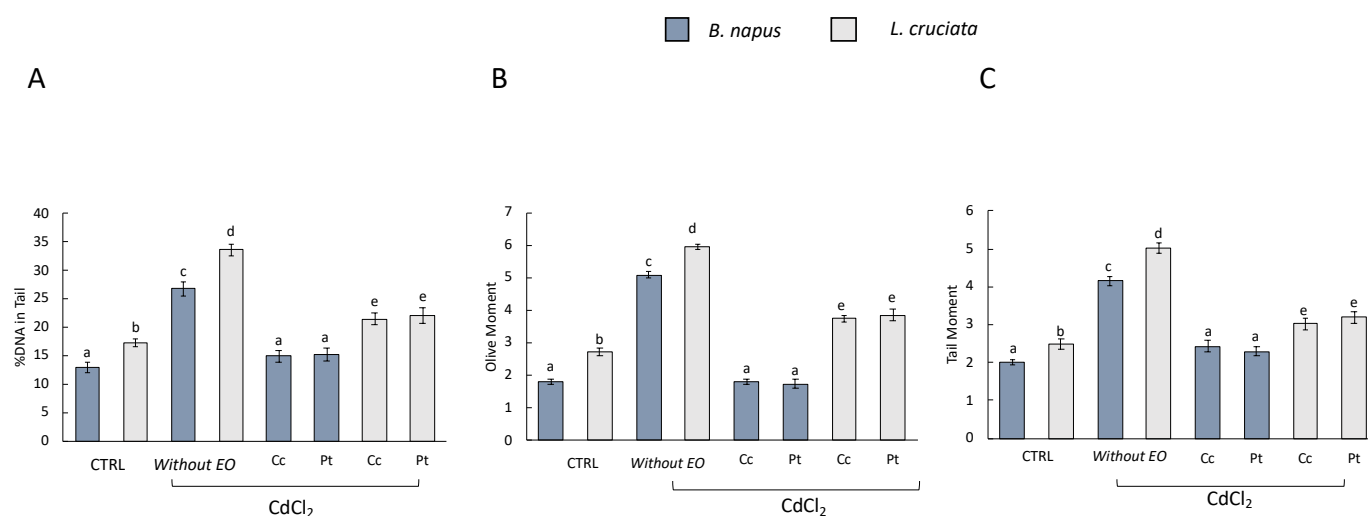 B. napus L. cruciata
A
B
C
%DNA in Tail
40
35
30
25
20
15
10
5
0
a b c d a a e e
CTRL Without EO Cc Pt Cc Pt
CdCl₂
Olive Moment
7
6
5
4
3
2
1
0
a b c d a a e e
CTRL Without EO Cc Pt Cc Pt
CdCl₂
Tail Moment
6
5
4
3
2
1
0
a b c d a a e e
CTRL Without EO Cc Pt Cc Pt
CdCl₂